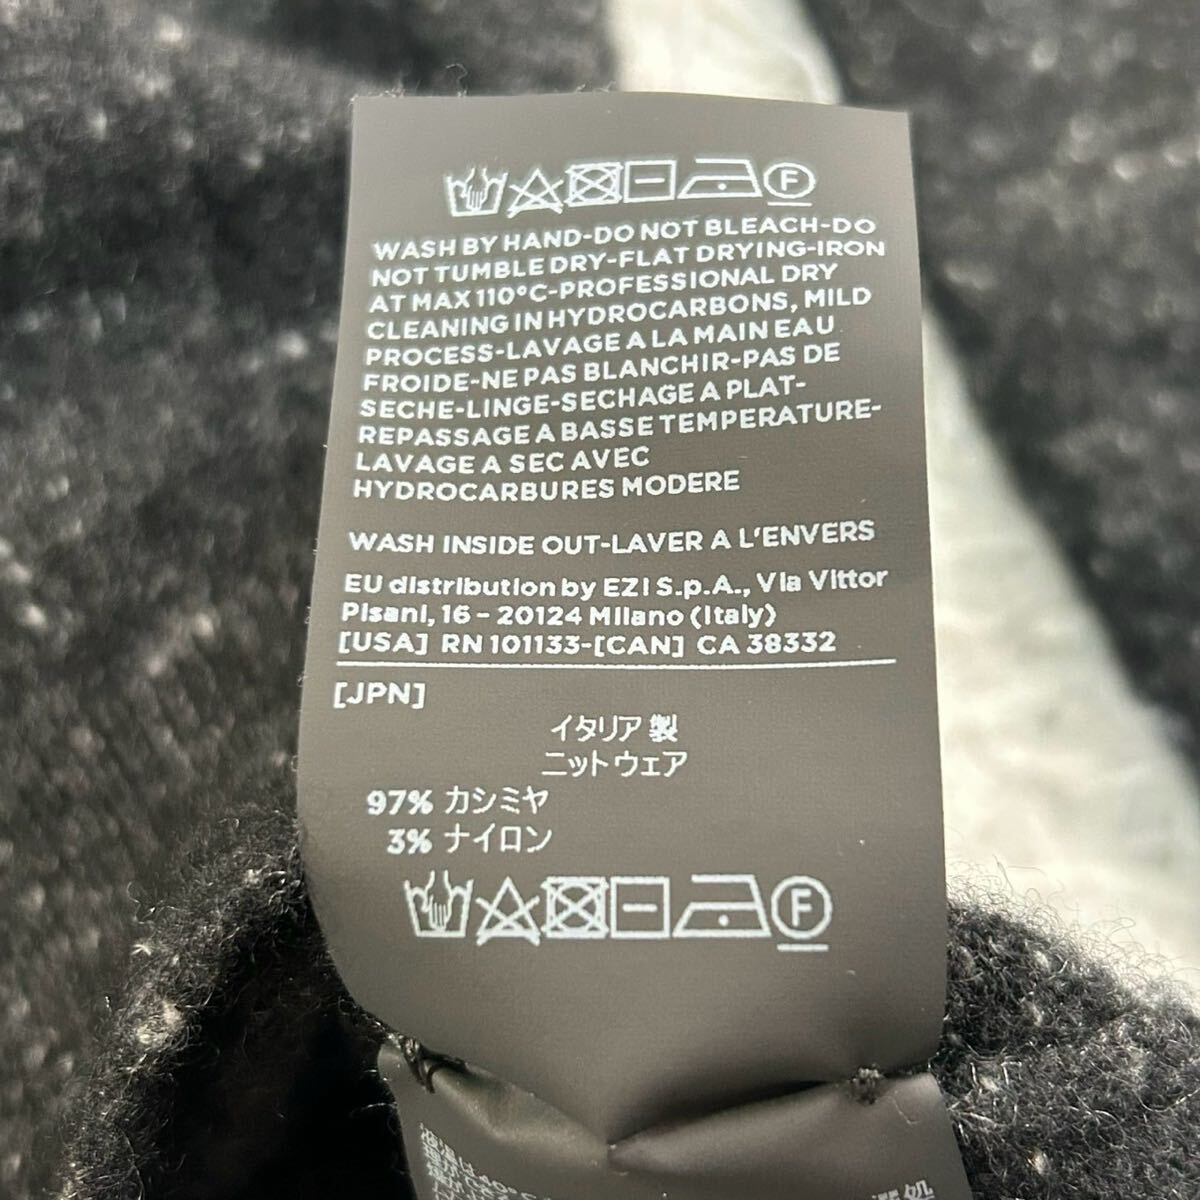 WASH BY HAND-DO NOT BLEACH-DO
NOT TUMBLE DRY-FLAT DRYING-IRON
AT MAX 110°C-PROFESSIONAL DRY
CLEANING IN HYDROCARBONS, MILD
PROCESS-LAVAGE A LA MAIN EAU
FROIDE-NE PAS BLANCHIR-PAS DE
SECHE-LINGE-SECHAGE A PLAT-
REPASSAGE A BASSE TEMPERATURE-
LAVAGE A SEC AVEC
HYDROCARBURES MODERE
WASH INSIDE OUT-LAVER A L'ENVERS
EU distribution by EZI S.p.A., Via Vittor
Pisani, 16 - 20124 Milano (Italy)
[USA] RN 101133-[CAN] CA 38332
[JPN]
イタリア 製
ニットウェア
97% カシミヤ
3% ナイロン